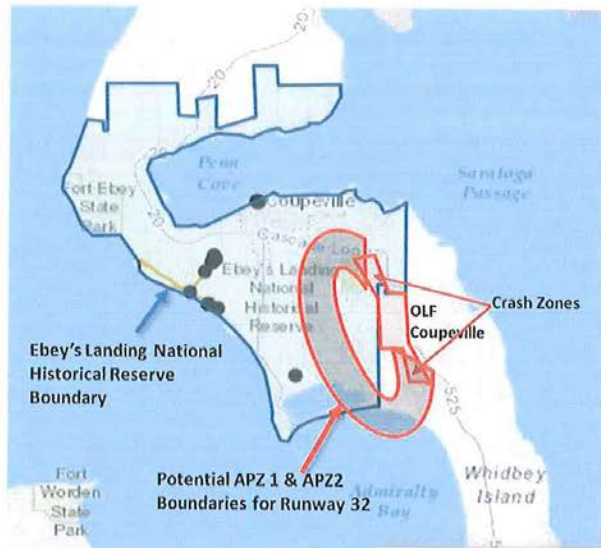 20
20
Penn
Cove
Saratoga
Passage
Fort Ebey
State
Park
20
Coupeville
Cascade Loop
Ebey's Landing
National
Historical
Reserve
Crash Zones
OLF
Coupeville
Ebey's Landing National
Historical Reserve
Boundary
525
Fort
Worden
State
Park
Potential APZ 1 & APZ2
Boundaries for Runway 32
Admiralty
Bay
Whidbey
Island